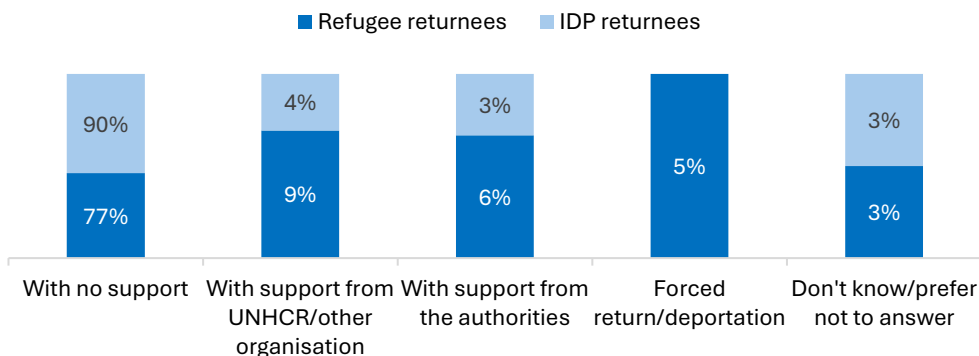 Refugee returnees IDP returnees
90% 4% 3% 3%
77% 9% 6% 5% 3%
With no support
With support from
UNHCR/other
organisation
With support from
the authorities
Forced
return/deportation
Don't know/prefer
not to answer